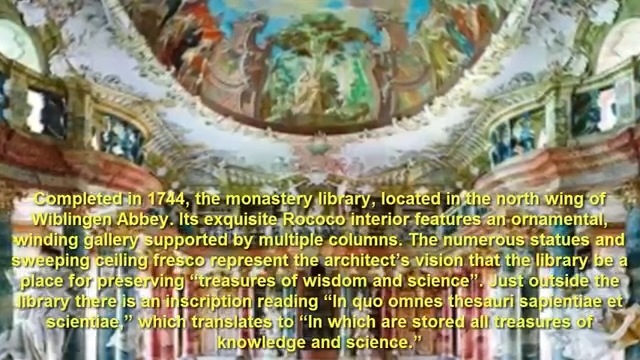 Completed in 1744, the monastery library, located in the north wing of
Wiblingen Abbey. Its exquisite Rococo interior features an ornamental,
winding gallery supported by multiple columns. The numerous statues and
sweeping ceiling fresco represent the architect’s vision that the library be a
place for preserving “treasures of wisdom and science”. Just outside the
library there is an inscription reading “In quo omnes thesauri sapientiae et
scientiae,” which translates to “In which are stored all treasures of
knowledge and science.”